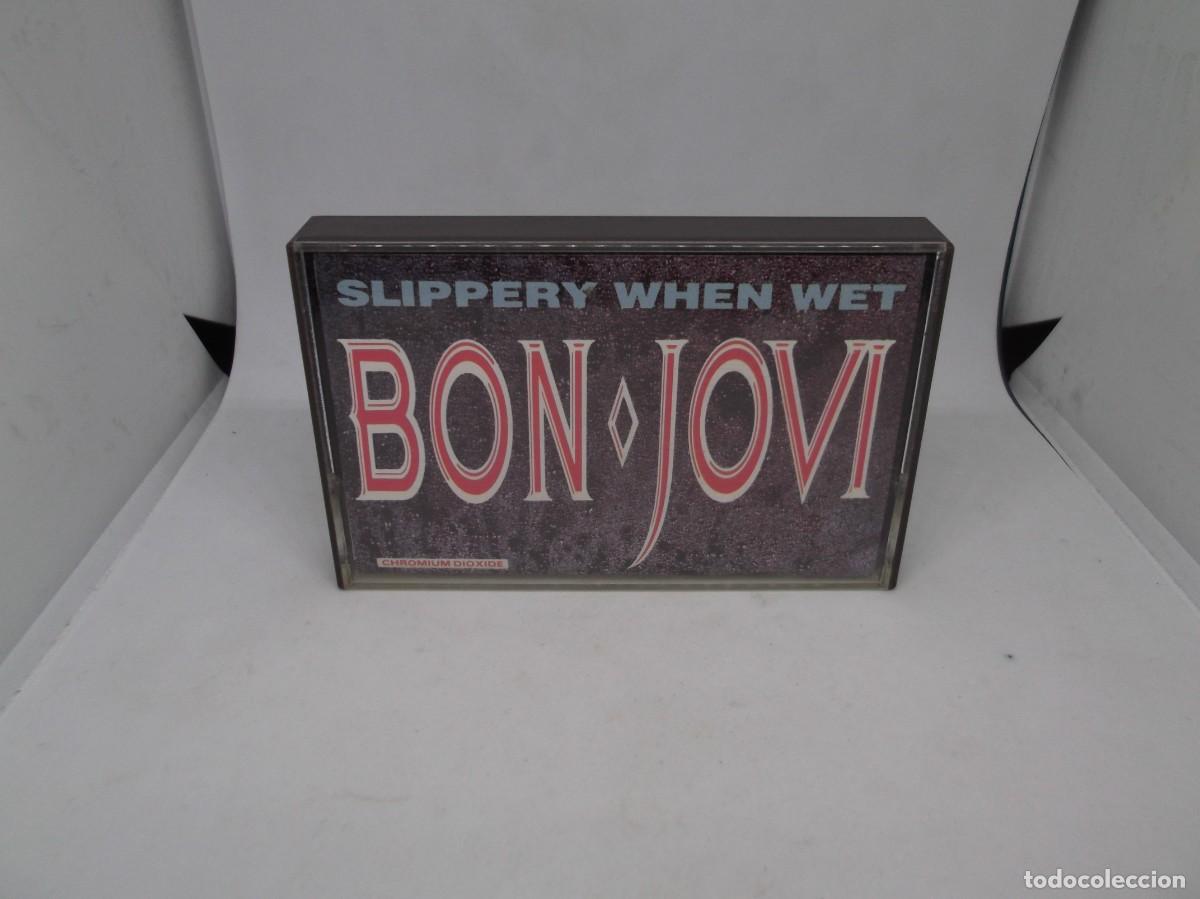 SLIPPERY WHEN WET
BON JOVI
CHROMIUM DIOXIDE
todocoleccion